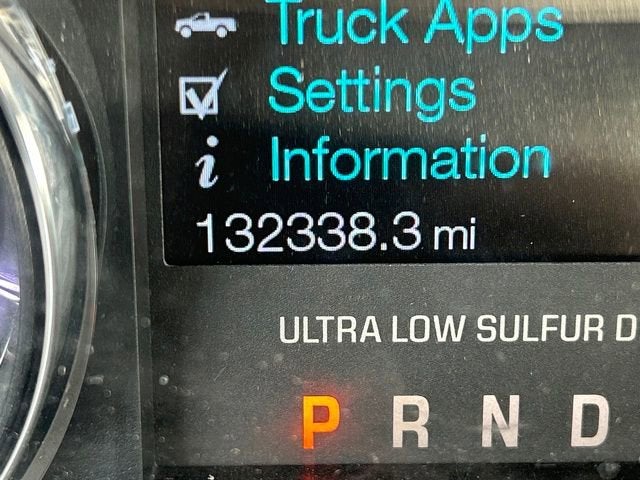 Truck Apps
Settings
i Information
132338.3 mi
ULTRA LOW SULFUR D
P R N D